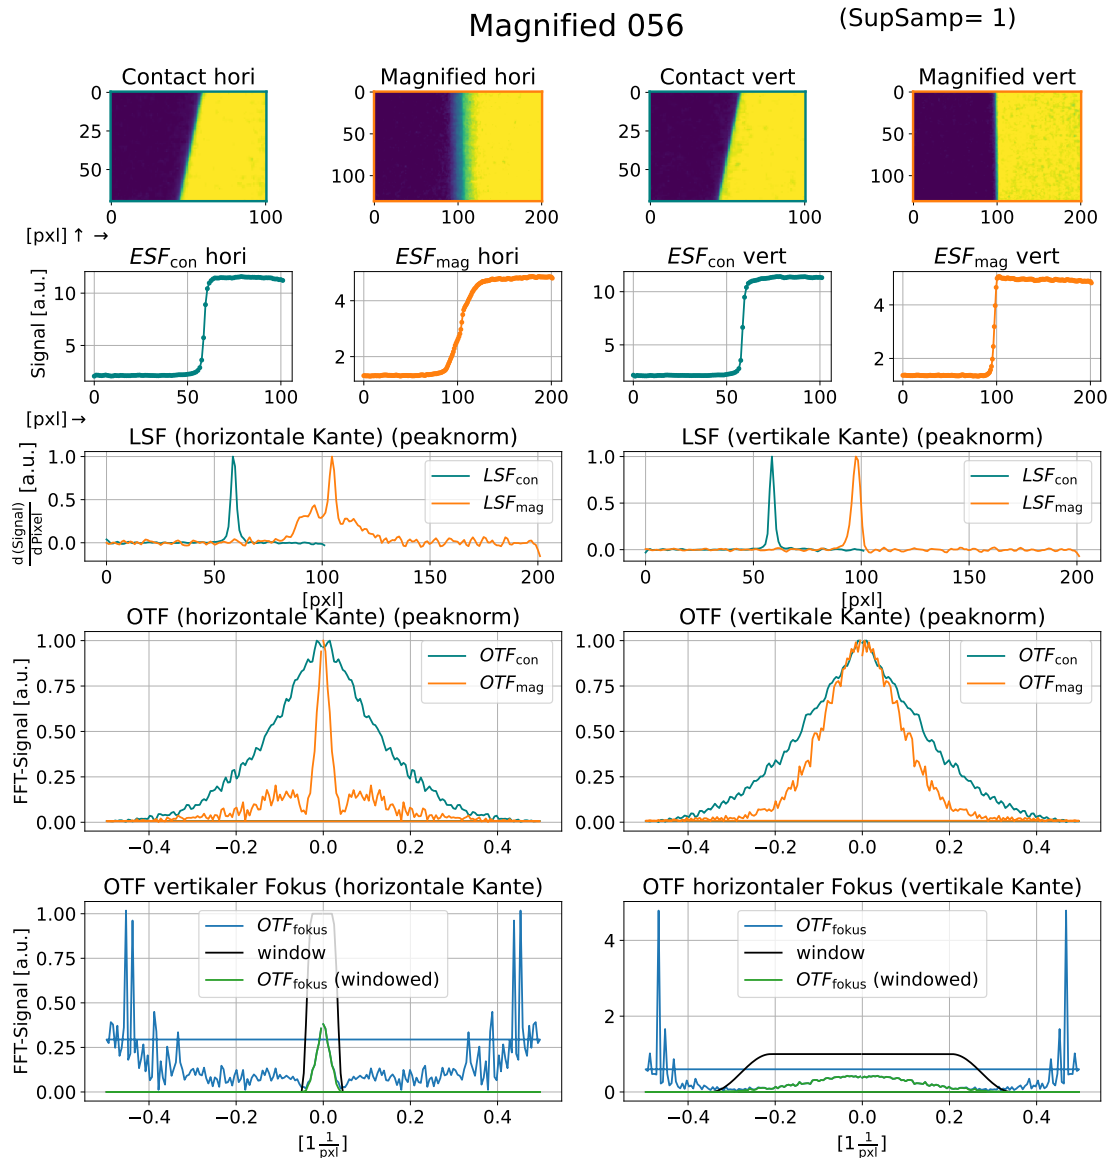 Magnified 056 (SupSamp= 1)
Contact hori Magnified hori Contact vert Magnified vert
0 0 0 0
25 50 25 50
50 100 50 100
0 100 0 100 200 0 100 0 100 200
[pxl] ↑ →
ESFcon hori ESFmag hori ESFcon vert ESFmag vert
Signal [a.u.]
10 4 10 4
5 2 5 2
0 50 100 0 100 200 0 50 100 0 100 200
[pxl] →
LSF (horizontale Kante) (peaknorm) LSF (vertikale Kante) (peaknorm)
d(Signal)/dPixel [a.u.]
1.0 LSFcon 1.0 LSFcon
0.5 LSFmag 0.5 LSFmag
0.0 0.0
0 50 100 150 200 0 50 100 150 200
[pxl] [pxl]
OTF (horizontale Kante) (peaknorm) OTF (vertikale Kante) (peaknorm)
FFT-Signal [a.u.]
1.00 OTFcon 1.00 OTFcon
0.75 OTFmag 0.75 OTFmag
0.50 0.50
0.25 0.25
0.00 0.00
−0.4 −0.2 0.0 0.2 0.4 −0.4 −0.2 0.0 0.2 0.4
OTF vertikaler Fokus (horizontale Kante) OTF horizontaler Fokus (vertikale Kante)
FFT-Signal [a.u.]
1.00 OTFfokus OTFfokus
window 4 window
0.75 OTFfokus (windowed) OTFfokus (windowed)
0.50 2
0.25
0.00 0
−0.4 −0.2 0.0 0.2 0.4 −0.4 −0.2 0.0 0.2 0.4
[1 1/pxl] [1 1/pxl]